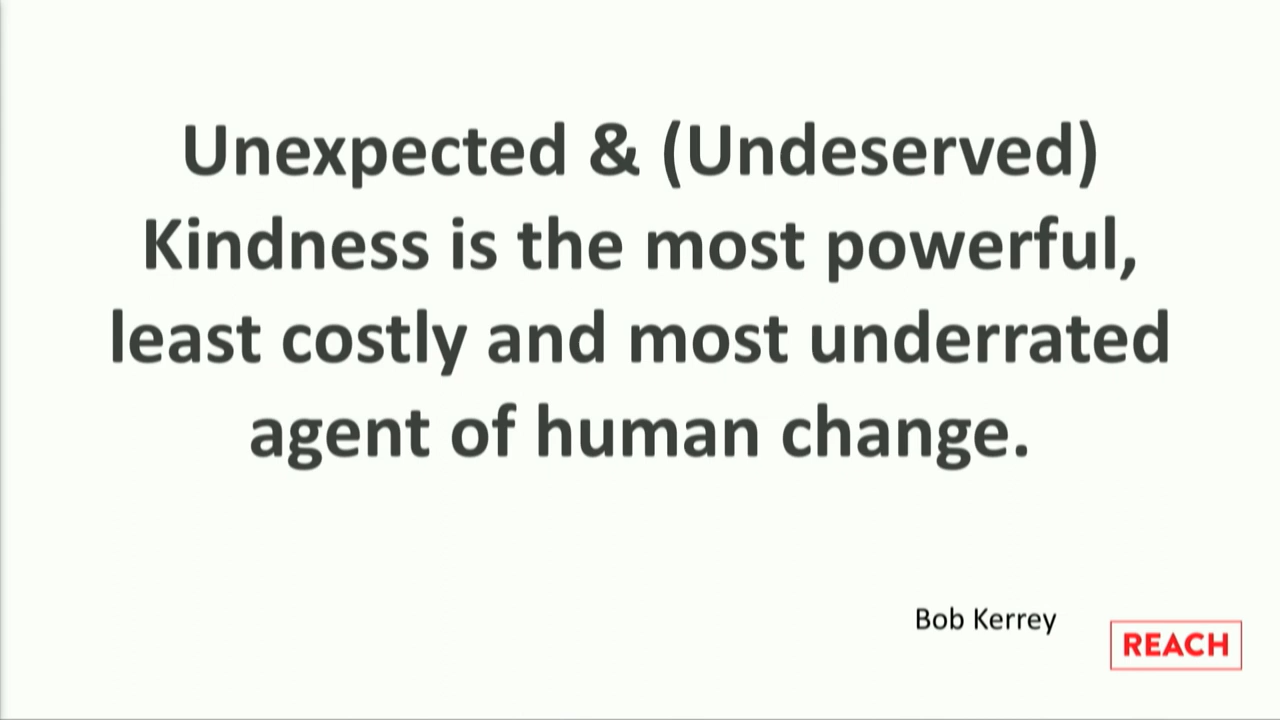 Unexpected & (Undeserved)
Kindness is the most powerful,
least costly and most underrated
agent of human change.
Bob Kerrey
REACH